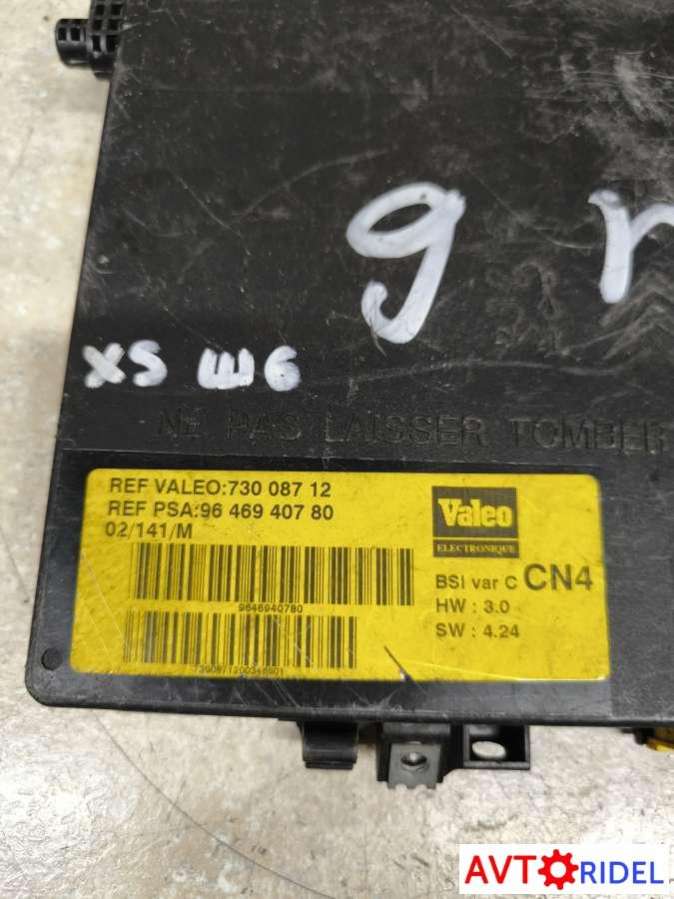 9
XS W6
NE PAS LAISSER TOMBER
REF VALEO:730 087 12
REF PSA:96 469 407 80
02/141/M
9646940780
Valeo
ELECTRONIQUE
BSI var C CN4
HW : 3.0
SW : 4.24
AVTORIDEL